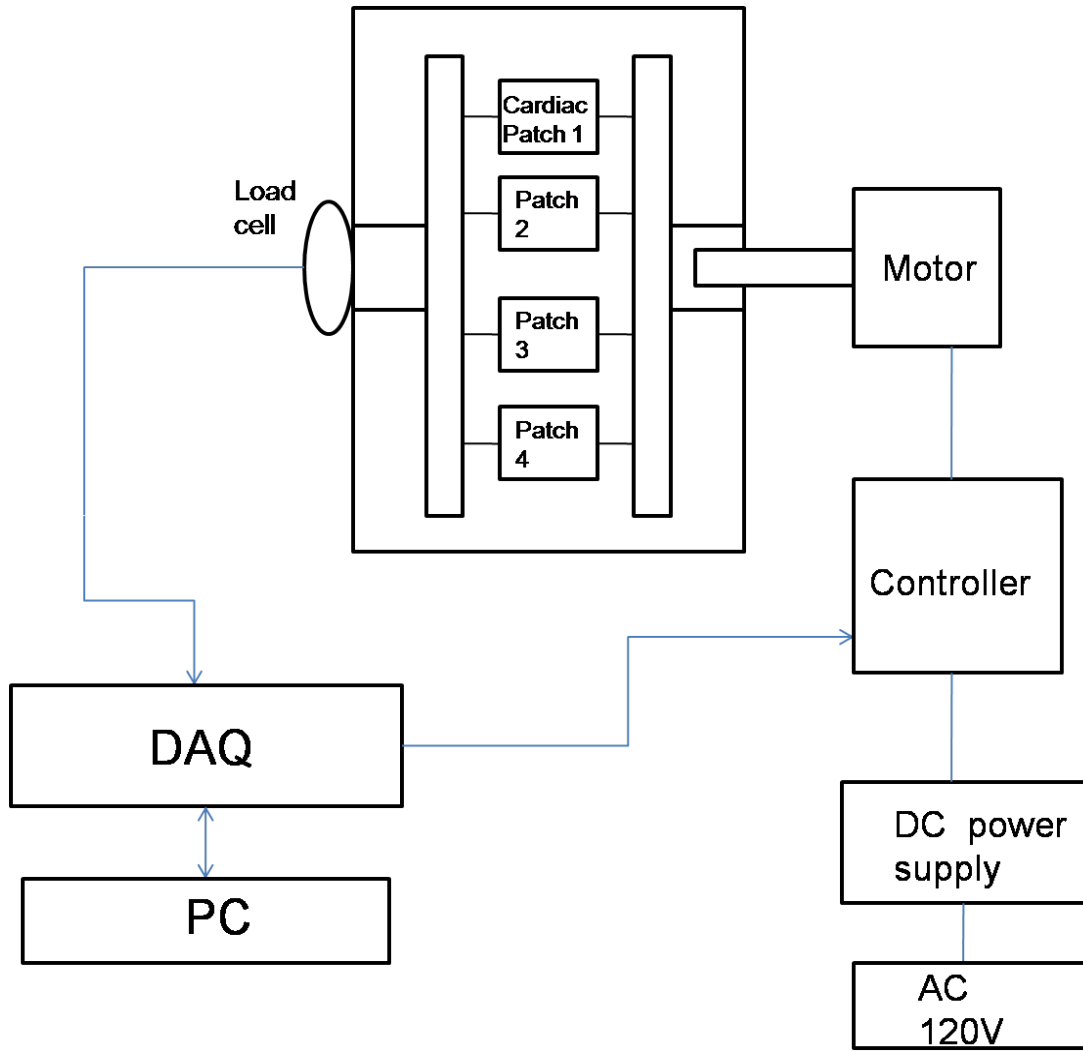 Cardiac
Patch 1
Load
cell
Patch
2
Motor
Patch
3
Patch
4
Controller
DAQ
DC power
supply
PC
AC
120V